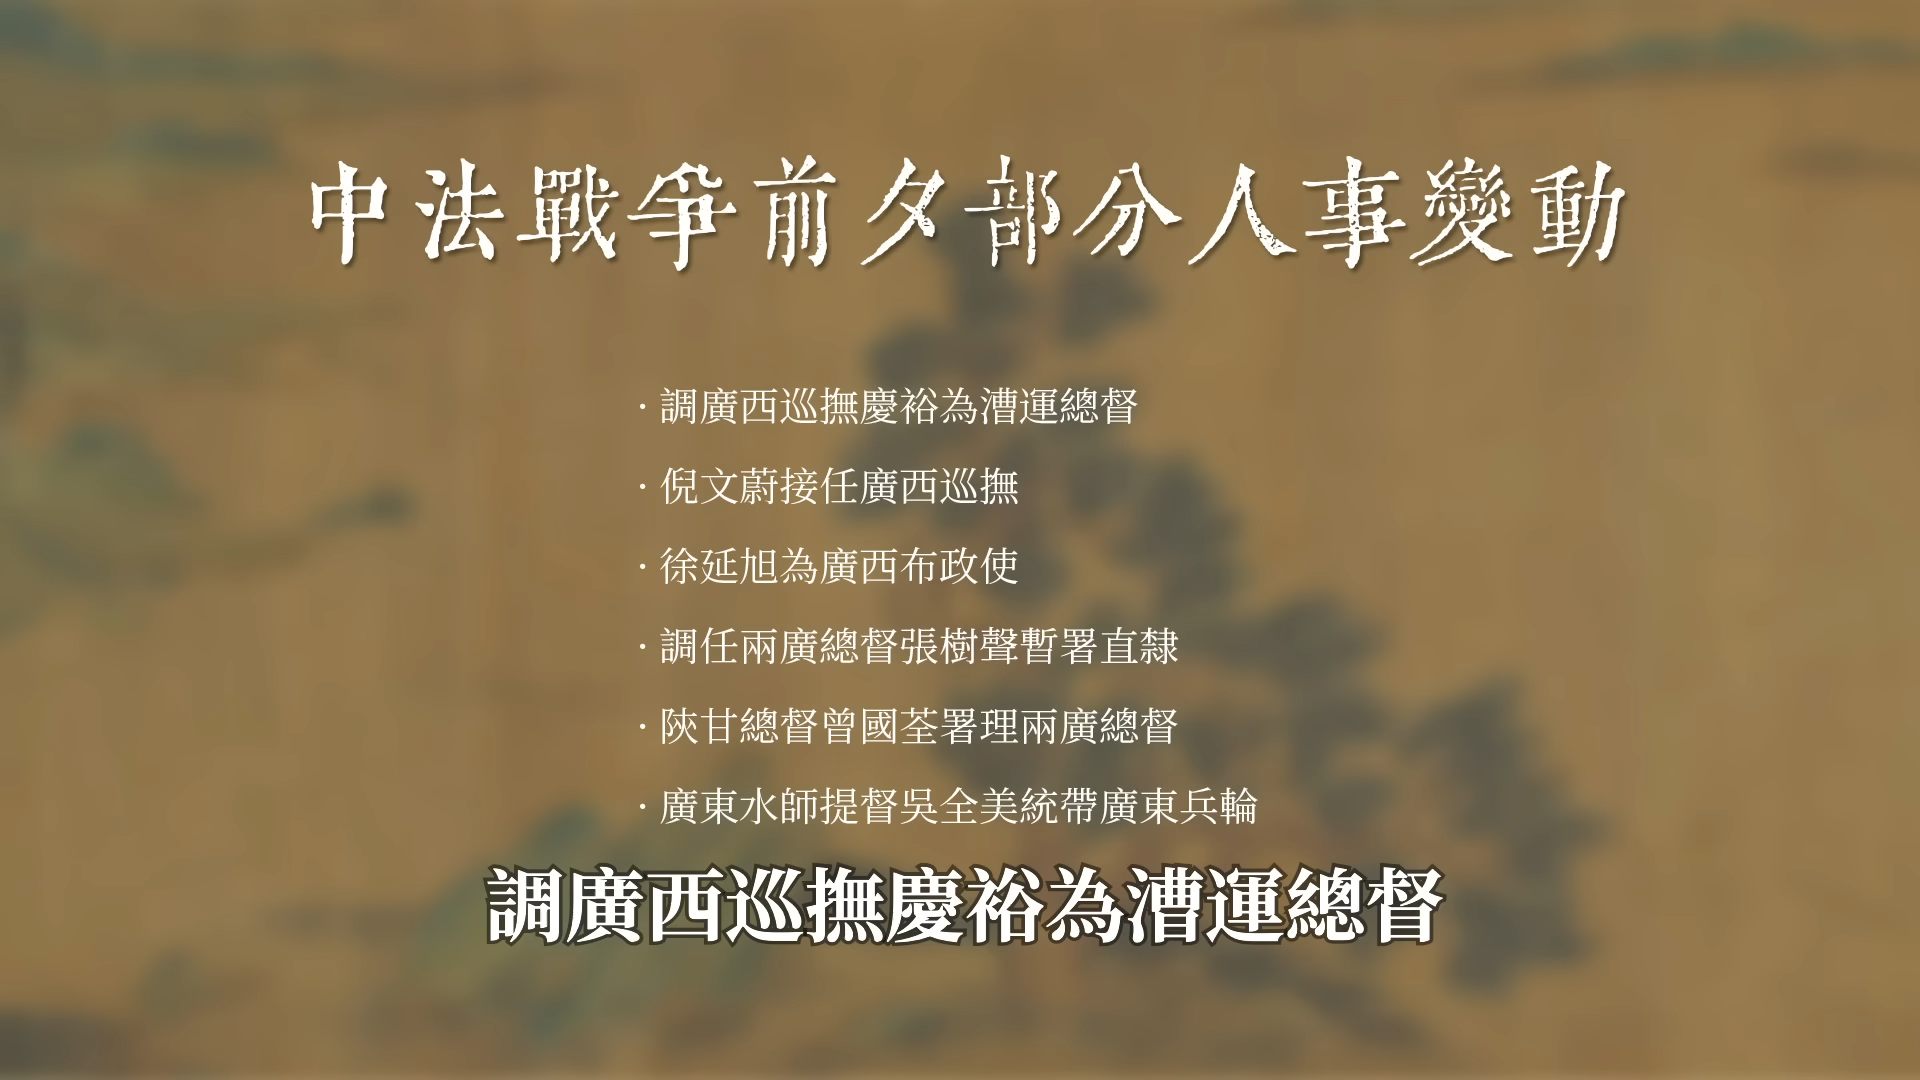 中法戰爭前夕部分人事變動
· 調廣西巡撫慶裕為漕運總督
· 倪文蔚接任廣西巡撫
· 徐延旭為廣西布政使
· 調任兩廣總督張樹聲暫署直隸
· 陝甘總督曾國荃署理兩廣總督
· 廣東水師提督吳全美統帶廣東兵輪
調廣西巡撫慶裕為漕運總督